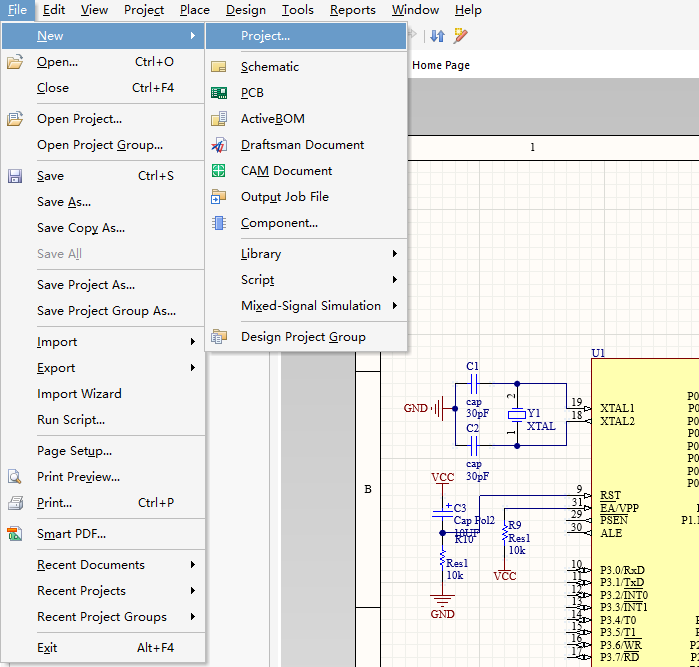 File Edit View Project Place Design Tools Reports Window Help
New
Open... Ctrl+O
Close Ctrl+F4
Open Project...
Open Project Group...
Save Ctrl+S
Save As...
Save Copy As...
Save All
Save Project As...
Save Project Group As...
Import
Export
Import Wizard
Run Script...
Page Setup...
Print Preview...
Print... Ctrl+P
Smart PDF...
Recent Documents
Recent Projects
Recent Project Groups
Exit Alt+F4
Project...
Schematic
PCB
ActiveBOM
Draftsman Document
CAM Document
Output Job File
Component...
Library
Script
Mixed-Signal Simulation
Design Project Group
Home Page
1
B
C1
cap
30pF
GND
C2
cap
30pF
2
Y1
XTAL
1
U1
19 XTAL1
18 XTAL2
9 RST
31 EA/VPP
29 PSEN
30 ALE
10 P3.0/RxD
11 P3.1/TxD
12 P3.2/INT0
13 P3.3/INT1
14 P3.4/T0
15 P3.5/T1
16 P3.6/WR
17 P3.7/RD
P0
P0
P0
P0
P0
P0
P0
P0
P1.1
VCC
C3
Cap Pol2
10UF
R10
Res1
10k
GND
R9
Res1
10k
VCC